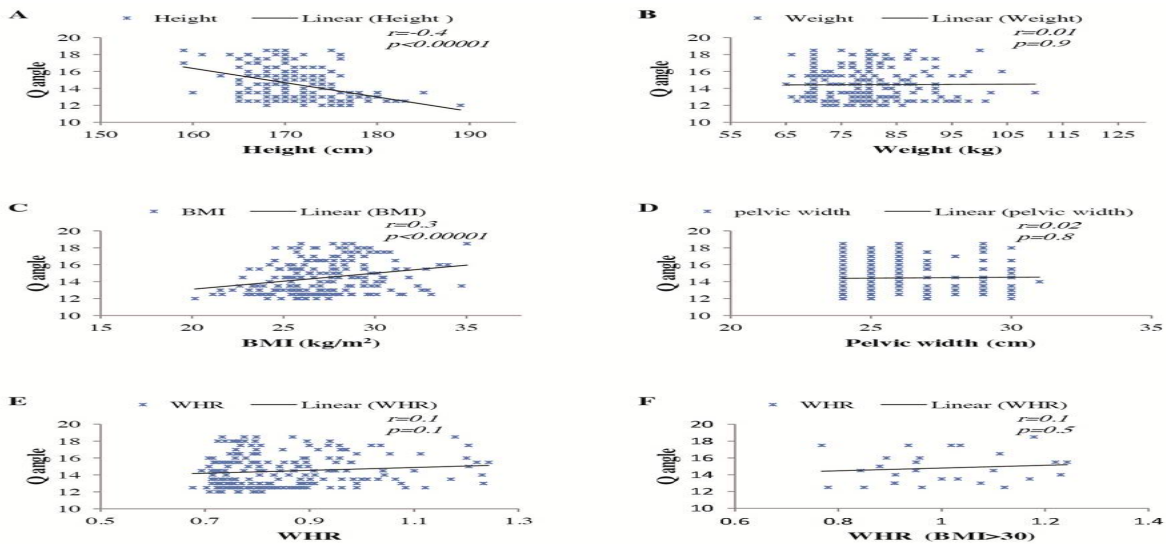 A
Height
Linear (Height )
r=-0.4
p<0.00001
Q angle
20
18
16
14
12
10
150
160
170
180
190
Height (cm)
B
Weight
Linear (Weight)
r=0.01
p=0.9
Q angle
20
18
16
14
12
10
55
65
75
85
95
105
115
125
Weight (kg)
C
BMI
Linear (BMI)
r=0.3
p<0.00001
Q angle
20
18
16
14
12
10
15
20
25
30
35
BMI (kg/m²)
D
pelvic width
Linear (pelvic width)
r=0.02
p=0.8
Q angle
20
18
16
14
12
10
20
25
30
35
Pelvic width (cm)
E
WHR
Linear (WHR)
r=0.1
p=0.1
Q angle
20
18
16
14
12
10
0.5
0.7
0.9
1.1
1.3
WHR
F
WHR
Linear (WHR)
r=0.1
p=0.5
Q angle
20
18
16
14
12
10
0.6
0.8
1
1.2
1.4
WHR (BMI>30)